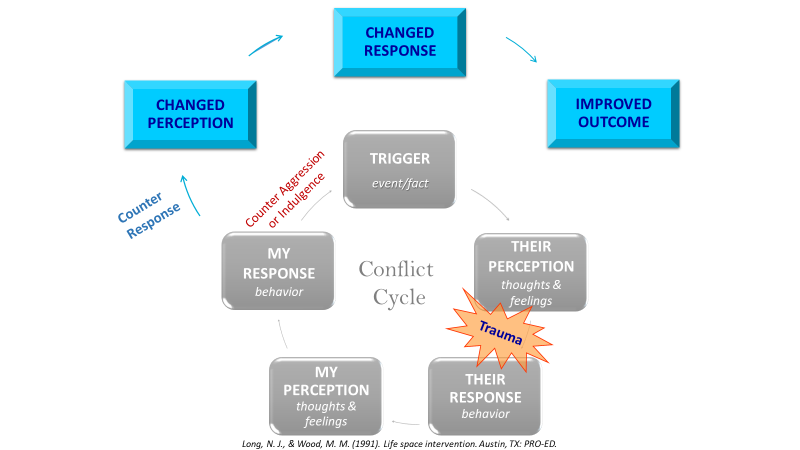 CHANGED
RESPONSE
CHANGED
PERCEPTION
IMPROVED
OUTCOME
TRIGGER
event/fact
Counter Aggression
or Indulgence
Counter
Response
MY
RESPONSE
behavior
THEIR
PERCEPTION
thoughts &
feelings
Conflict
Cycle
Trauma
MY
PERCEPTION
thoughts &
feelings
THEIR
RESPONSE
behavior
Long, N. J., & Wood, M. M. (1991). Life space intervention. Austin, TX: PRO-ED.